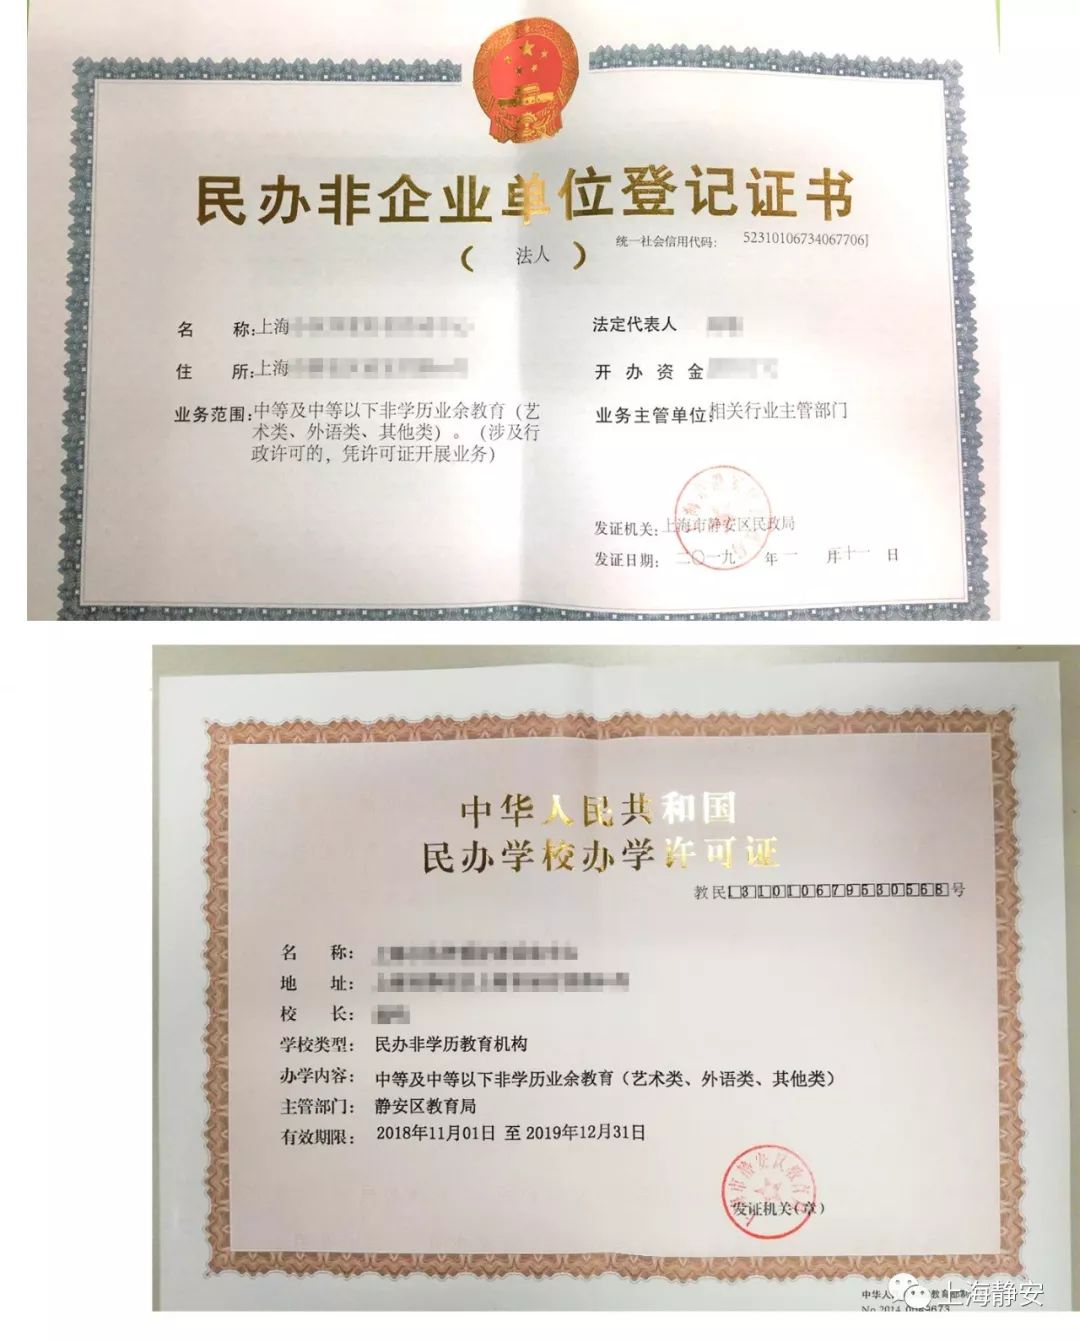 民办非企业单位登记证书
（ 法人 ）
统一社会信用代码： 52310106734067706J
名 称：上海
法定代表人
住 所：上海
开 办 资 金
业务范围：中等及中等以下非学历业余教育（艺
术类、外语类、其他类）。（涉及行
政许可的，凭许可证开展业务）
业务主管单位：相关行业主管部门
发证机关：上海市静安区民政局
发证日期：二〇一九 年 一 月 十一 日
中华人民共和国
民办学校办学许可证
教民131010679530568号
名 称：
地 址：
校 长：
学校类型： 民办非学历教育机构
办学内容： 中等及中等以下非学历业余教育（艺术类、外语类、其他类）
主管部门： 静安区教育局
有效期限： 2018年11月01日 至 2019年12月31日
发证机关（章）
中华人 教育部制
上海静安